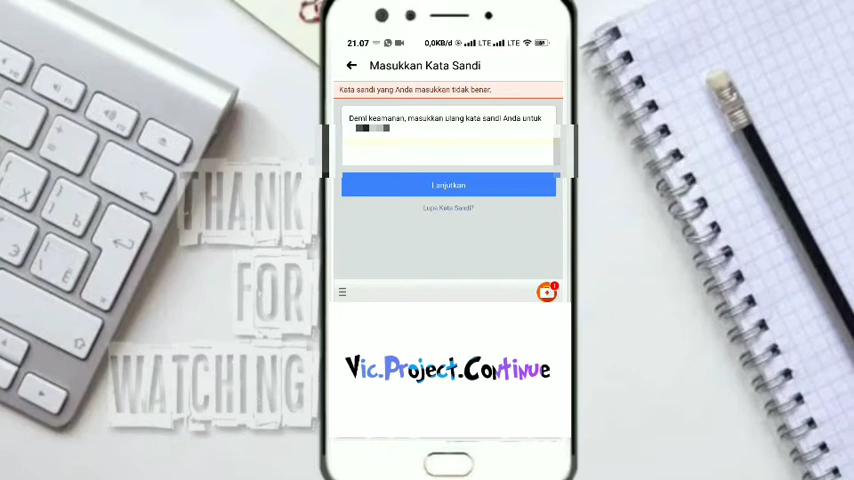 21.07 0,0KB/d LTE LTE
Masukkan Kata Sandi
Kata sandi yang Anda masukkan tidak benar.
Demi keamanan, masukkan ulang kata sandi Anda untuk
Lanjutkan
Lupa Kata Sandi?
1
THANK
FOR
WATCHING
Vic.Project.Continue